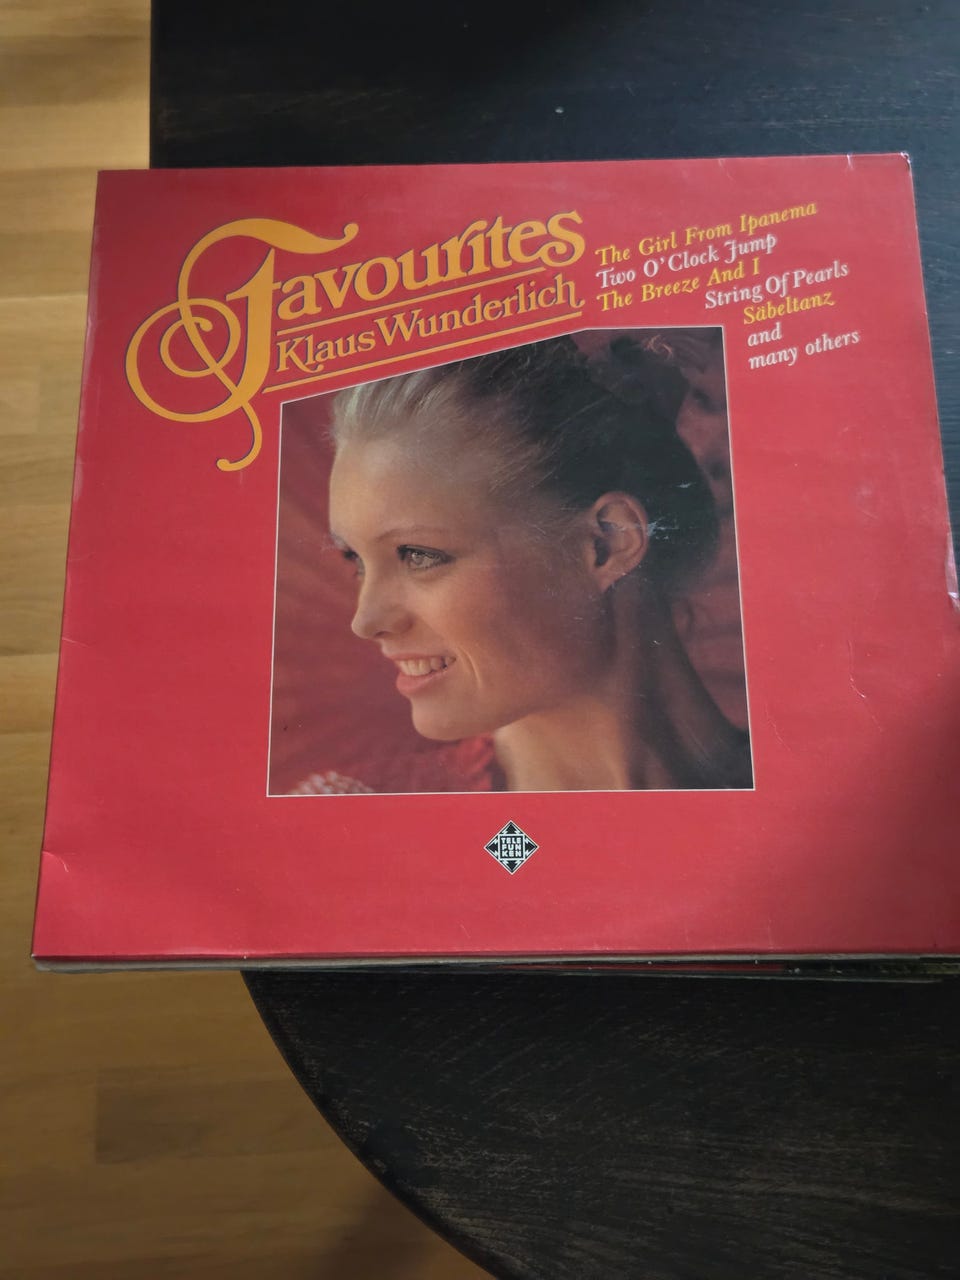 Favourites
Klaus Wunderlich
The Girl From Ipanema
Two O'Clock Jump
The Breeze And I
String Of Pearls
Säbeltanz
and
many others
TELE
FUN
KEN